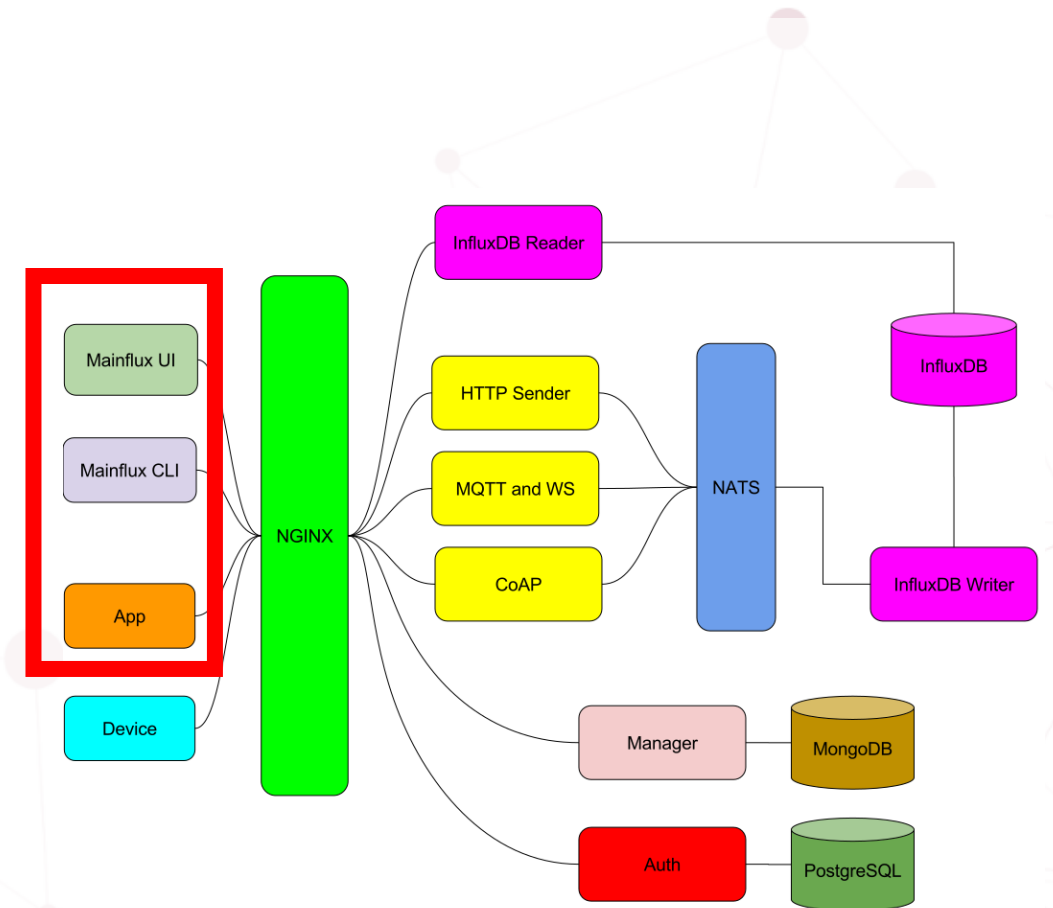 InfluxDB Reader
Mainflux UI
InfluxDB
HTTP Sender
Mainflux CLI
MQTT and WS
NATS
NGINX
CoAP
InfluxDB Writer
App
Device
Manager
MongoDB
Auth
PostgreSQL